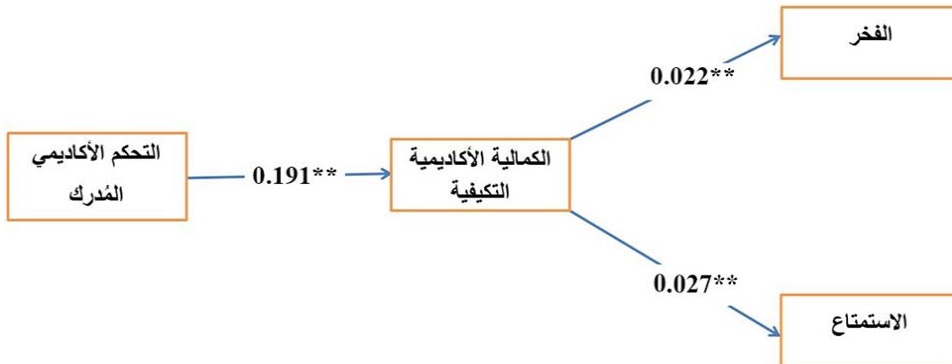 الفخر
0.022**
التحكم الأكاديمي
المُدرك
0.191**
الكمالية الأكاديمية
التكيفية
0.027**
الاستمتاع